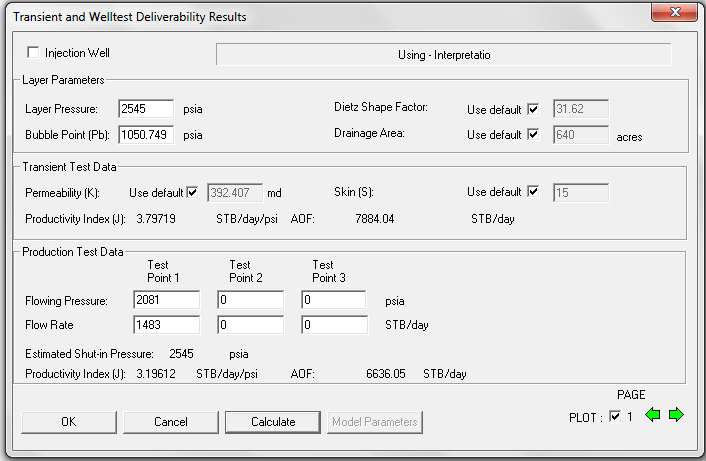 Transient and Welltest Deliverability Results
Injection Well
Using - Interpretatio
Layer Parameters
Layer Pressure: 2545 psia Dietz Shape Factor: Use default 31.62
Bubble Point (Pb): 1050.749 psia Drainage Area: Use default 640 acres
Transient Test Data
Permeability (K): Use default 392.407 md Skin (S): Use default 15
Productivity Index (J): 3.79719 STB/day/psi AOF: 7884.04 STB/day
Production Test Data
Test Test Test
Point 1 Point 2 Point 3
Flowing Pressure: 2081 0 0 psia
Flow Rate 1483 0 0 STB/day
Estimated Shut-in Pressure: 2545 psia
Productivity Index (J): 3.19612 STB/day/psi AOF: 6636.05 STB/day
PAGE
OK Cancel Calculate Model Parameters PLOT : 1